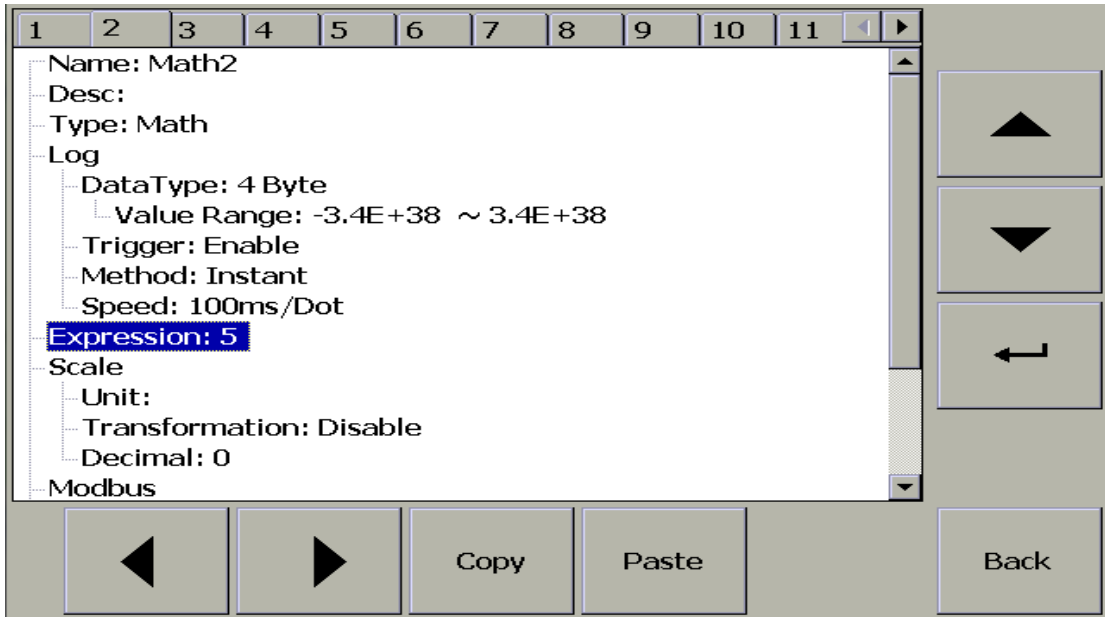 1 2 3 4 5 6 7 8 9 10 11
Name: Math2
Desc:
Type: Math
Log
DataType: 4 Byte
Value Range: -3.4E+38 ~ 3.4E+38
Trigger: Enable
Method: Instant
Speed: 100ms/Dot
Expression: 5
Scale
Unit:
Transformation: Disable
Decimal: 0
Modbus
Copy Paste Back